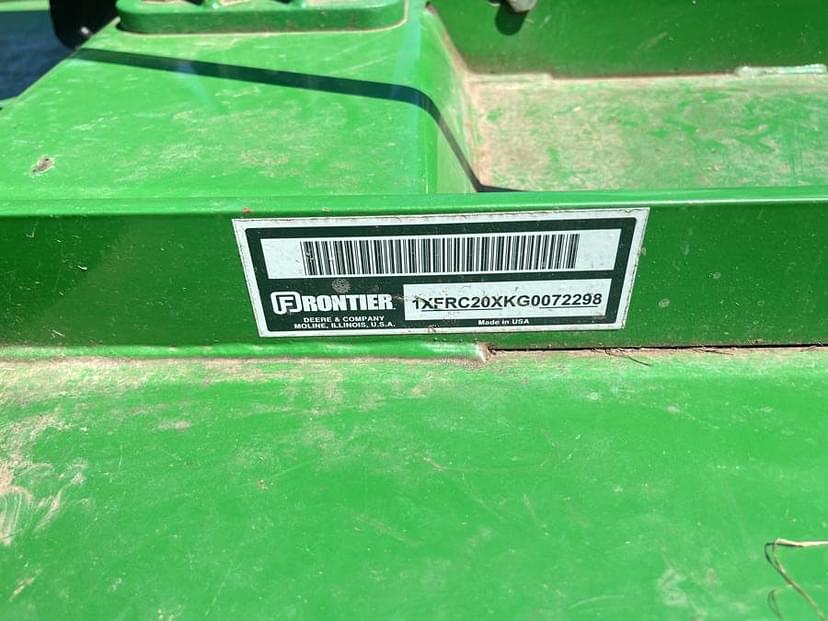 FRONTIER
1XFRC20XKG0072298
DEERE & COMPANY
MOLINE, ILLINOIS, U.S.A.
Made in USA